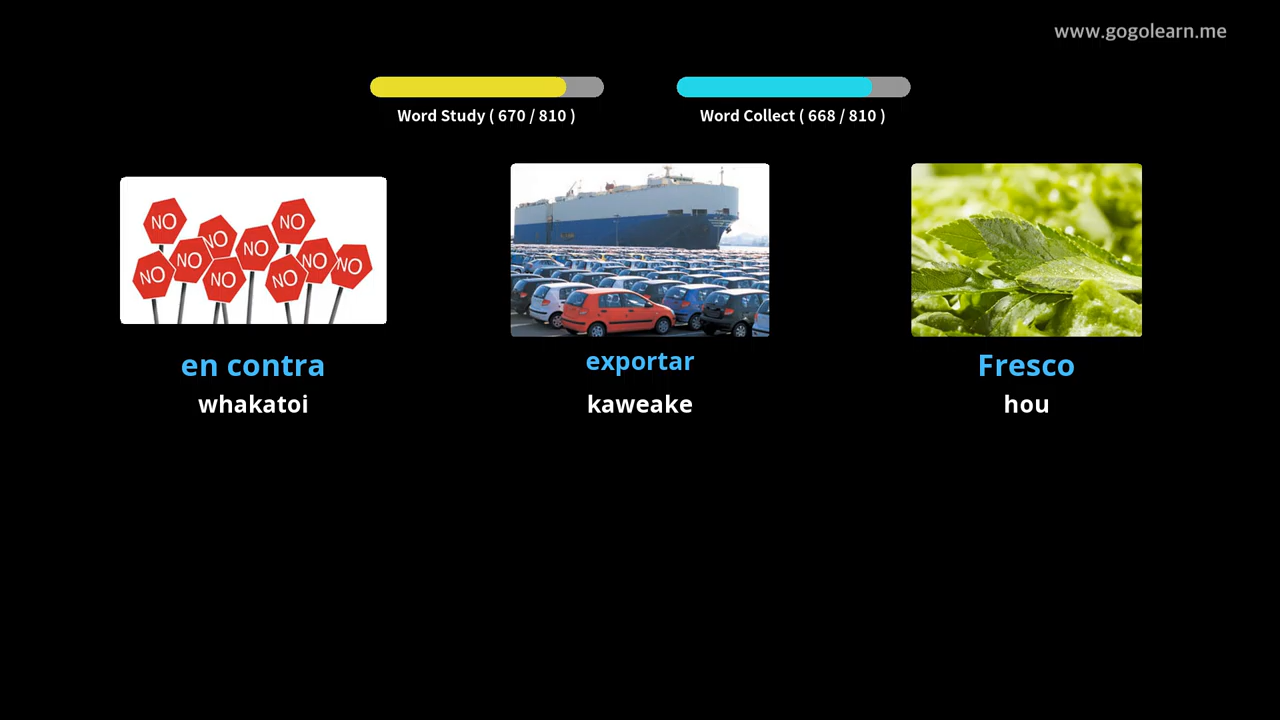 www.gogolearn.me
Word Study ( 670 / 810 )
Word Collect ( 668 / 810 )
NO
NO
NO
NO
NO
NO
NO
NO
NO
NO
en contra
whakatoi
exportar
kaweake
Fresco
hou